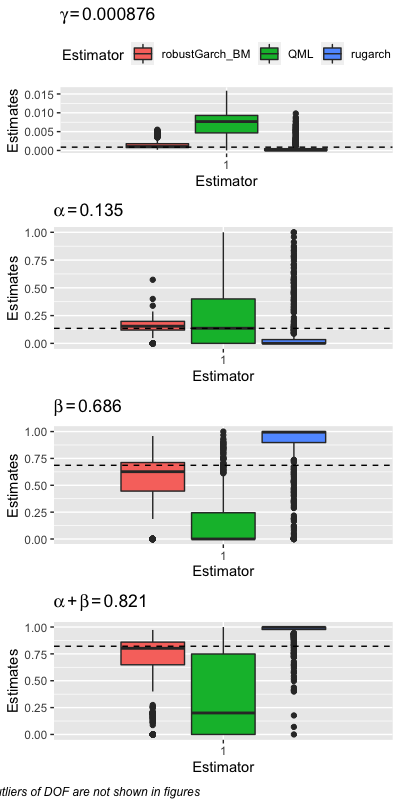 γ=0.000876
Estimator robustGarch_BM QML rugarch
Estimates
0.015
0.010
0.005
0.000
1
Estimator
α=0.135
Estimates
1.00
0.75
0.50
0.25
0.00
1
Estimator
β=0.686
Estimates
1.00
0.75
0.50
0.25
0.00
1
Estimator
α+β=0.821
Estimates
1.00
0.75
0.50
0.25
0.00
1
Estimator
utliers of DOF are not shown in figures